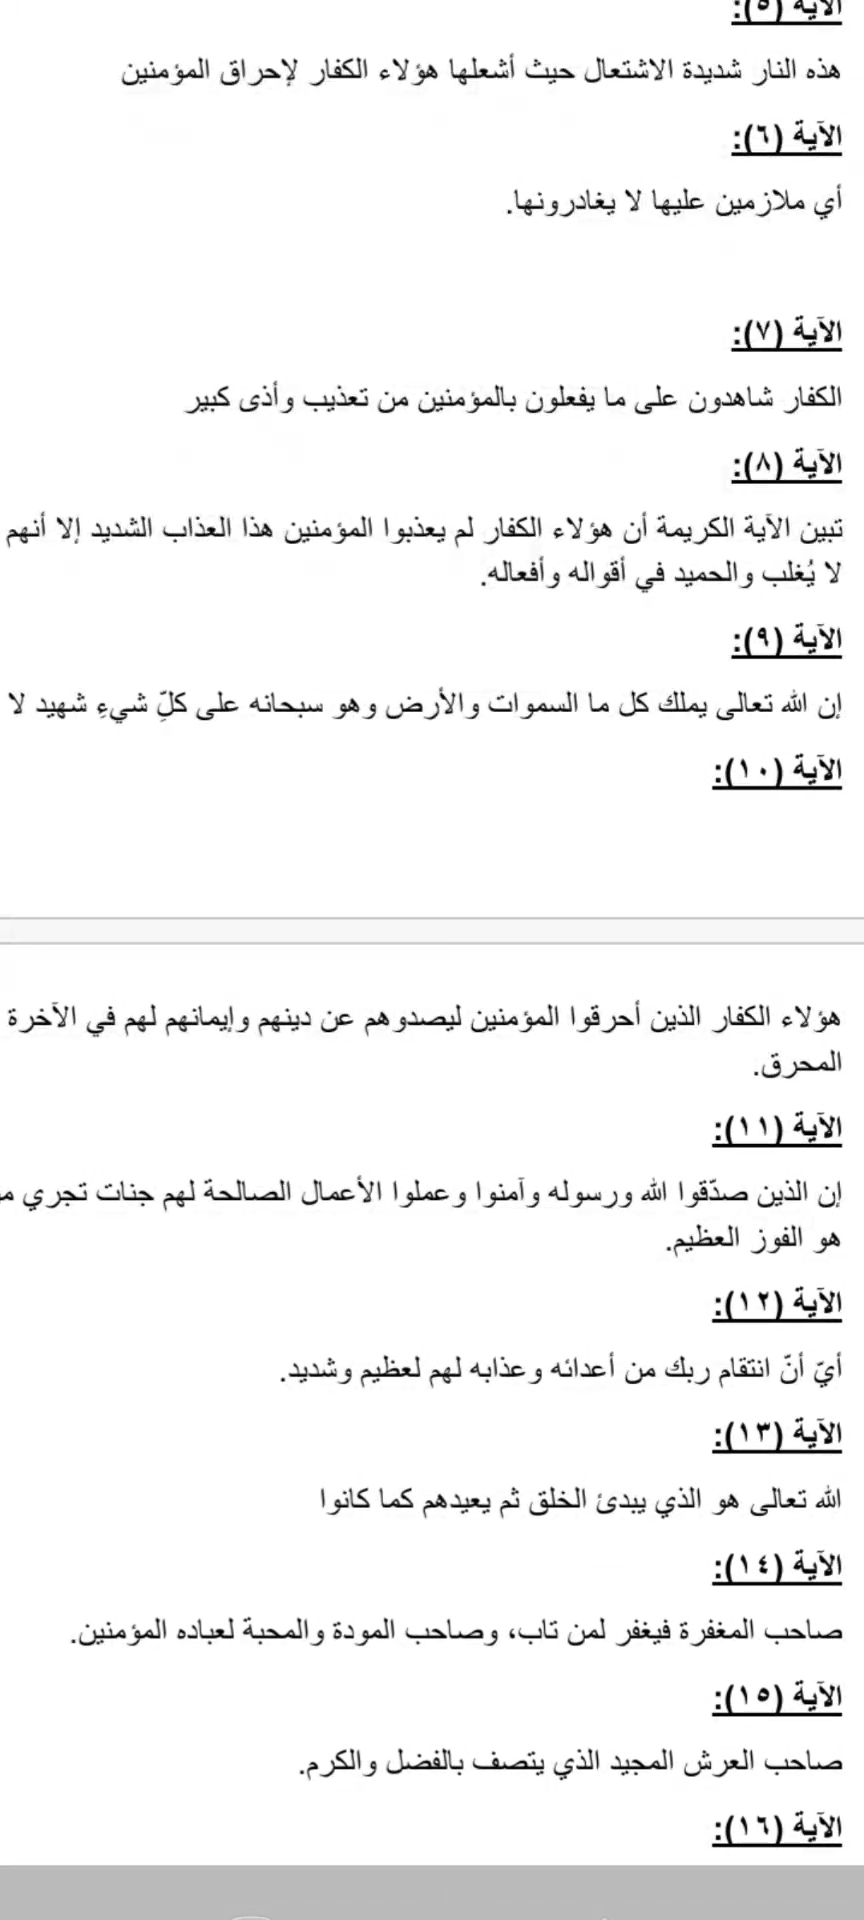 الآية (٥):
هذه النار شديدة الاشتعال حيث أشعلها هؤلاء الكفار لإحراق المؤمنين
الآية (٦):
أي ملازمين عليها لا يغادرونها.
الآية (٧):
الكفار شاهدون على ما يفعلون بالمؤمنين من تعذيب وأذى كبير
الآية (٨):
تبين الآية الكريمة أن هؤلاء الكفار لم يعذبوا المؤمنين هذا العذاب الشديد إلا أنهم
لا يُغلب والحميد في أقواله وأفعاله.
الآية (٩):
إن الله تعالى يملك كل ما السموات والأرض وهو سبحانه على كلّ شيءٍ شهيد لا
الآية (١٠):
هؤلاء الكفار الذين أحرقوا المؤمنين ليصدوهم عن دينهم وإيمانهم لهم في الآخرة
المحرق.
الآية (١١):
إن الذين صدّقوا الله ورسوله وآمنوا وعملوا الأعمال الصالحة لهم جنات تجري
هو الفوز العظيم.
الآية (١٢):
أيّ أنّ انتقام ربك من أعدائه وعذابه لهم لعظيم وشديد.
الآية (١٣):
الله تعالى هو الذي يبدئ الخلق ثم يعيدهم كما كانوا
الآية (١٤):
صاحب المغفرة فيغفر لمن تاب، وصاحب المودة والمحبة لعباده المؤمنين.
الآية (١٥):
صاحب العرش المجيد الذي يتصف بالفضل والكرم.
الآية (١٦):